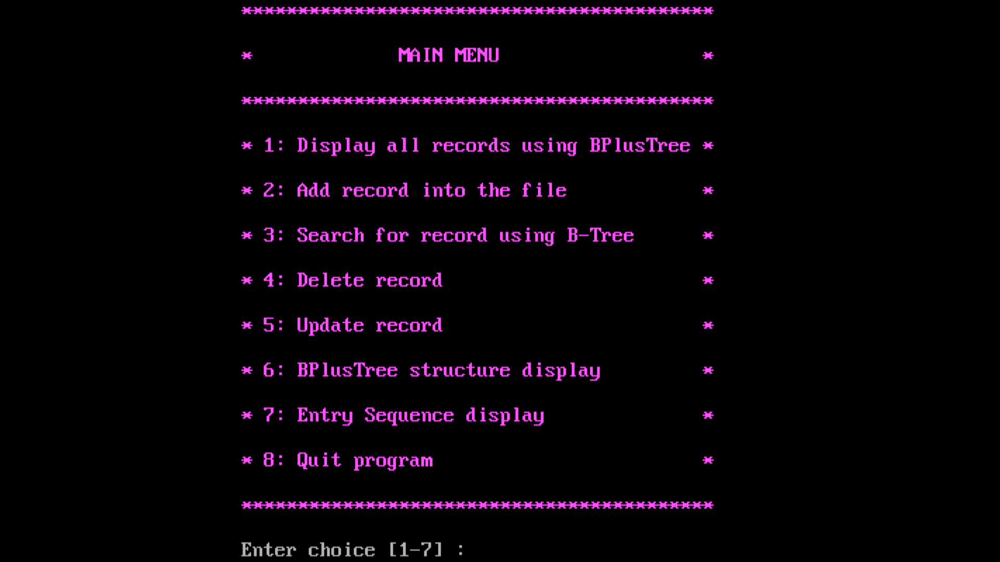 ******************************************
* MAIN MENU *
******************************************
* 1: Display all records using BPlusTree *
* 2: Add record into the file *
* 3: Search for record using B-Tree *
* 4: Delete record *
* 5: Update record *
* 6: BPlusTree structure display *
* 7: Entry Sequence display *
* 8: Quit program *
******************************************
Enter choice [1-7] :